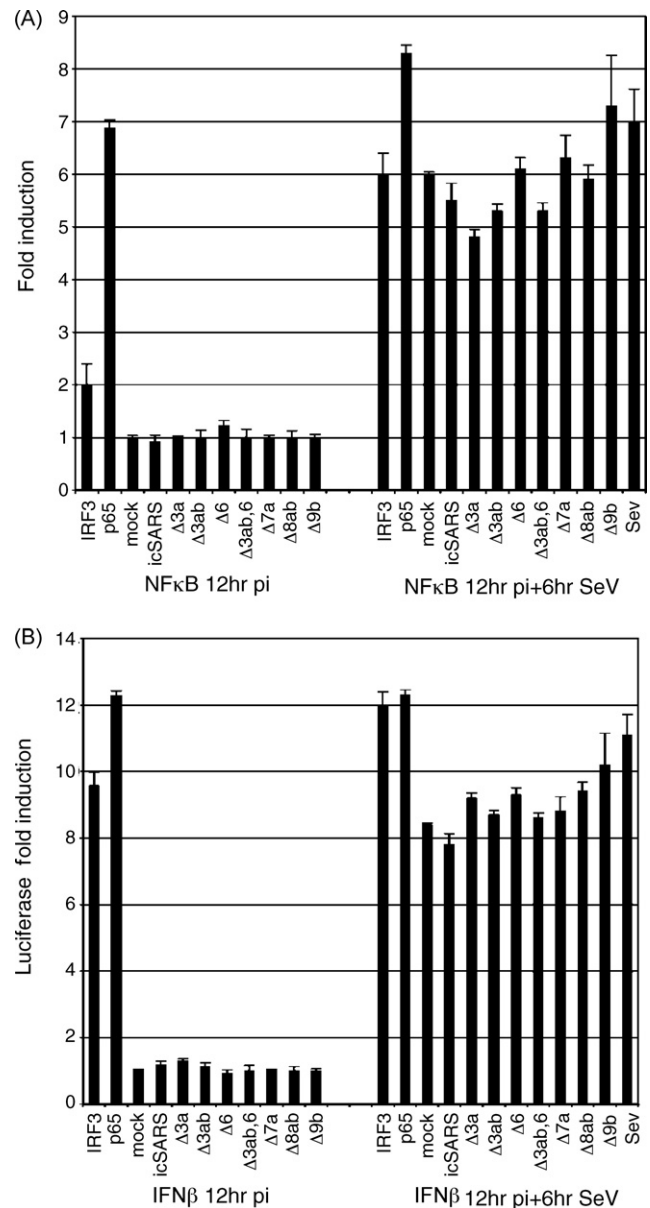 (A)
9
8
7
6
5
4
3
2
1
0
Fold induction
IRF3
p65
mock
icSARS
Δ3a
Δ3ab
Δ6
Δ3ab,6
Δ7a
Δ8ab
Δ9b
IRF3
p65
mock
icSARS
Δ3a
Δ3ab
Δ6
Δ3ab,6
Δ7a
Δ8ab
Δ9b
Sev
NFκB 12hr pi
NFκB 12hr pi+6hr SeV
(B)
14
12
10
8
6
4
2
0
Luciferase fold induction
IRF3
p65
mock
icSARS
Δ3a
Δ3ab
Δ6
Δ3ab,6
Δ7a
Δ8ab
Δ9b
IRF3
p65
mock
icSARS
Δ3a
Δ3ab
Δ6
Δ3ab,6
Δ7a
Δ8ab
Δ9b
Sev
IFNβ 12hr pi
IFNβ 12hr pi+6hr SeV